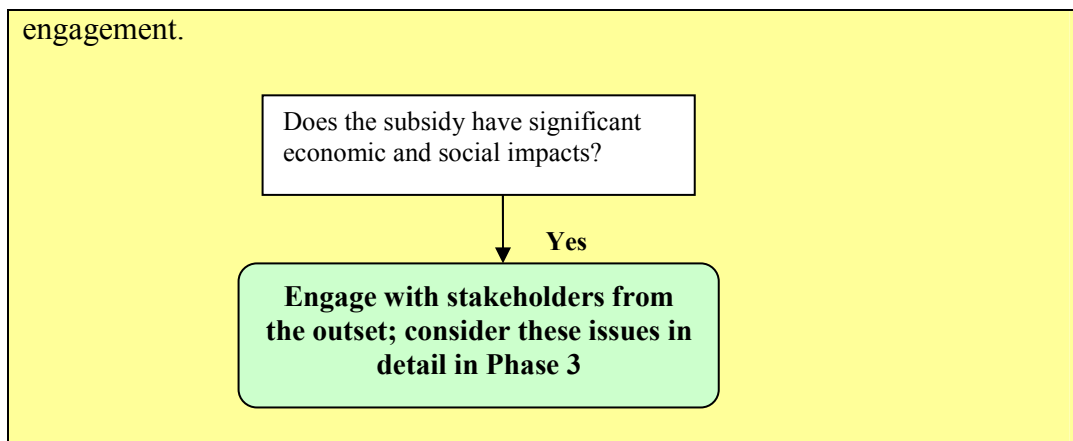 engagement.
Does the subsidy have significant
economic and social impacts?
Yes
Engage with stakeholders from
the outset; consider these issues in
detail in Phase 3